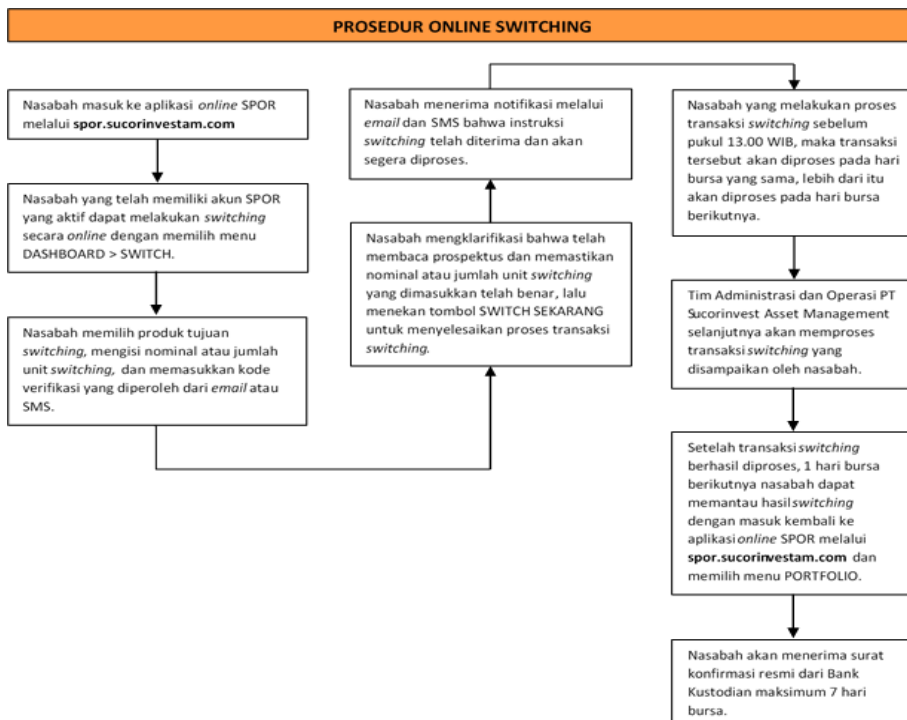 PROSEDUR ONLINE SWITCHING
Nasabah masuk ke aplikasi online SPOR
melalui spor.sucorinvestam.com
Nasabah yang telah memiliki akun SPOR
yang aktif dapat melakukan switching
secara online dengan memilih menu
DASHBOARD > SWITCH.
Nasabah memilih produk tujuan
switching, mengisi nominal atau jumlah
unit switching, dan memasukkan kode
verifikasi yang diperoleh dari email atau
SMS.
Nasabah mengklarifikasi bahwa telah
membaca prospektus dan memastikan
nominal atau jumlah unit switching
yang dimasukkan telah benar, lalu
menekan tombol SWITCH SEKARANG
untuk menyelesaikan proses transaksi
switching.
Nasabah menerima notifikasi melalui
email dan SMS bahwa instruksi
switching telah diterima dan akan
segera diproses.
Nasabah yang melakukan proses
transaksi switching sebelum
pukul 13.00 WIB, maka transaksi
tersebut akan diproses pada hari
bursa yang sama, lebih dari itu
akan diproses pada hari bursa
berikutnya.
Tim Administrasi dan Operasi PT
Sucorinvest Asset Management
selanjutnya akan memproses
transaksi switching yang
disampaikan oleh nasabah.
Setelah transaksi switching
berhasil diproses, 1 hari bursa
berikutnya nasabah dapat
memantau hasil switching
dengan masuk kembali ke
aplikasi online SPOR melalui
spor.sucorinvestam.com dan
memilih menu PORTFOLIO.
Nasabah akan menerima surat
konfirmasi resmi dari Bank
Kustodian maksimum 7 hari
bursa.